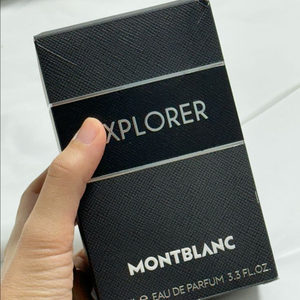 XPLORER
MONTBLANC
EAU DE PARFUM 3.3 FL.OZ.